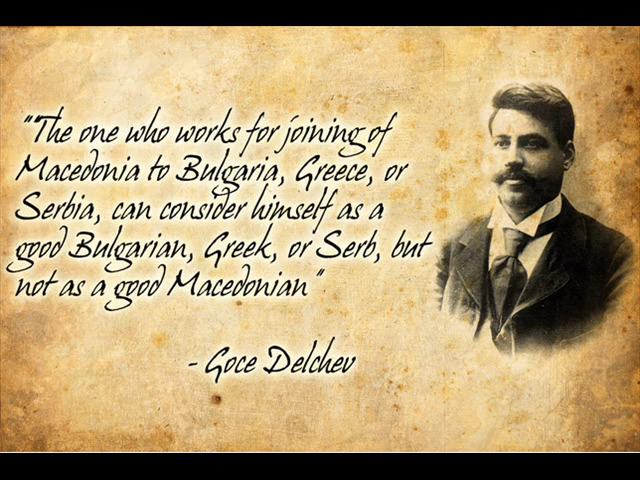 "The one who works for joining of
Macedonia to Bulgaria, Greece, or
Serbia, can consider himself as a
good Bulgarian, Greek, or Serb, but
not as a good Macedonian"
- Goce Delchev